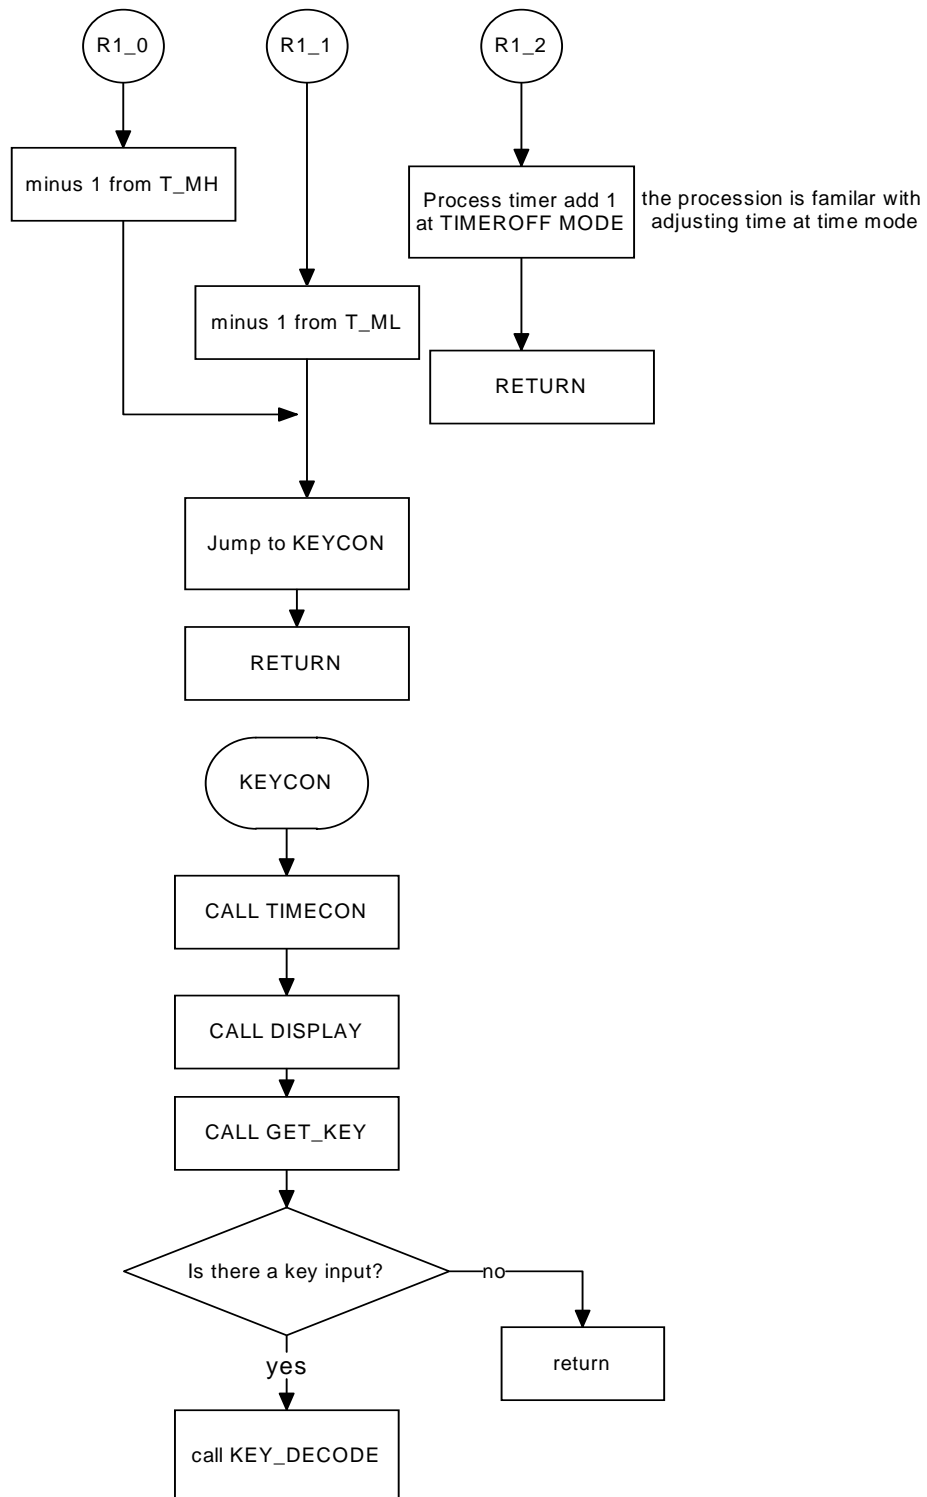 R1_0
R1_1
R1_2
minus 1 from T_MH
Process timer add 1
at TIMEROFF MODE
the procession is familar with
adjusting time at time mode
minus 1 from T_ML
RETURN
Jump to KEYCON
RETURN
KEYCON
CALL TIMECON
CALL DISPLAY
CALL GET_KEY
Is there a key input?
no
yes
return
call KEY_DECODE